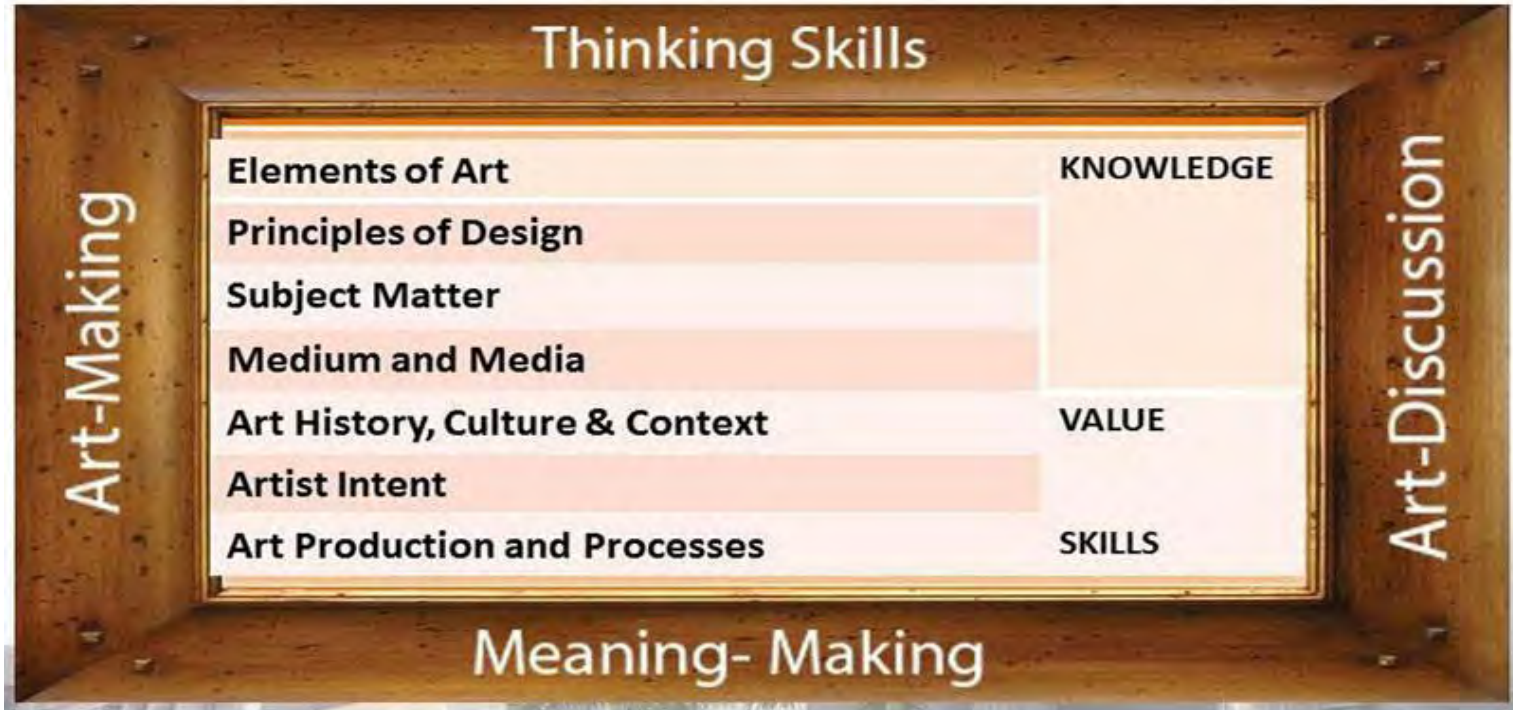 Thinking Skills
Art-Making
Elements of Art KNOWLEDGE
Principles of Design
Subject Matter
Medium and Media
Art History, Culture & Context VALUE
Artist Intent
Art Production and Processes SKILLS
Art-Discussion
Meaning- Making